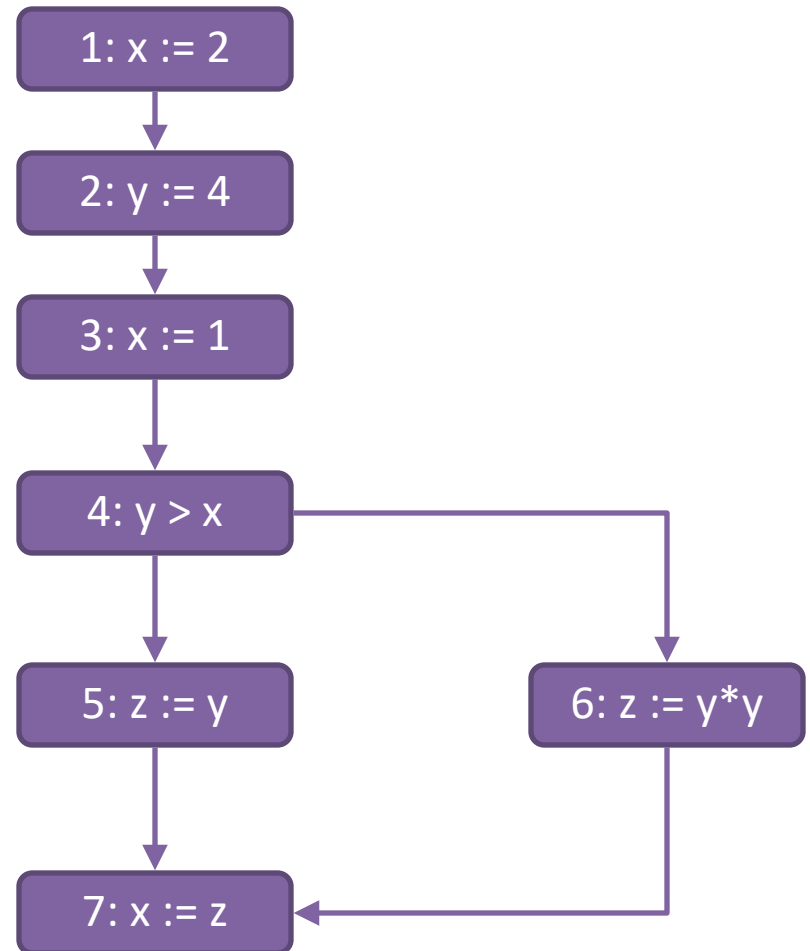 1: x := 2
2: y := 4
3: x := 1
4: y > x
5: z := y
6: z := y*y
7: x := z